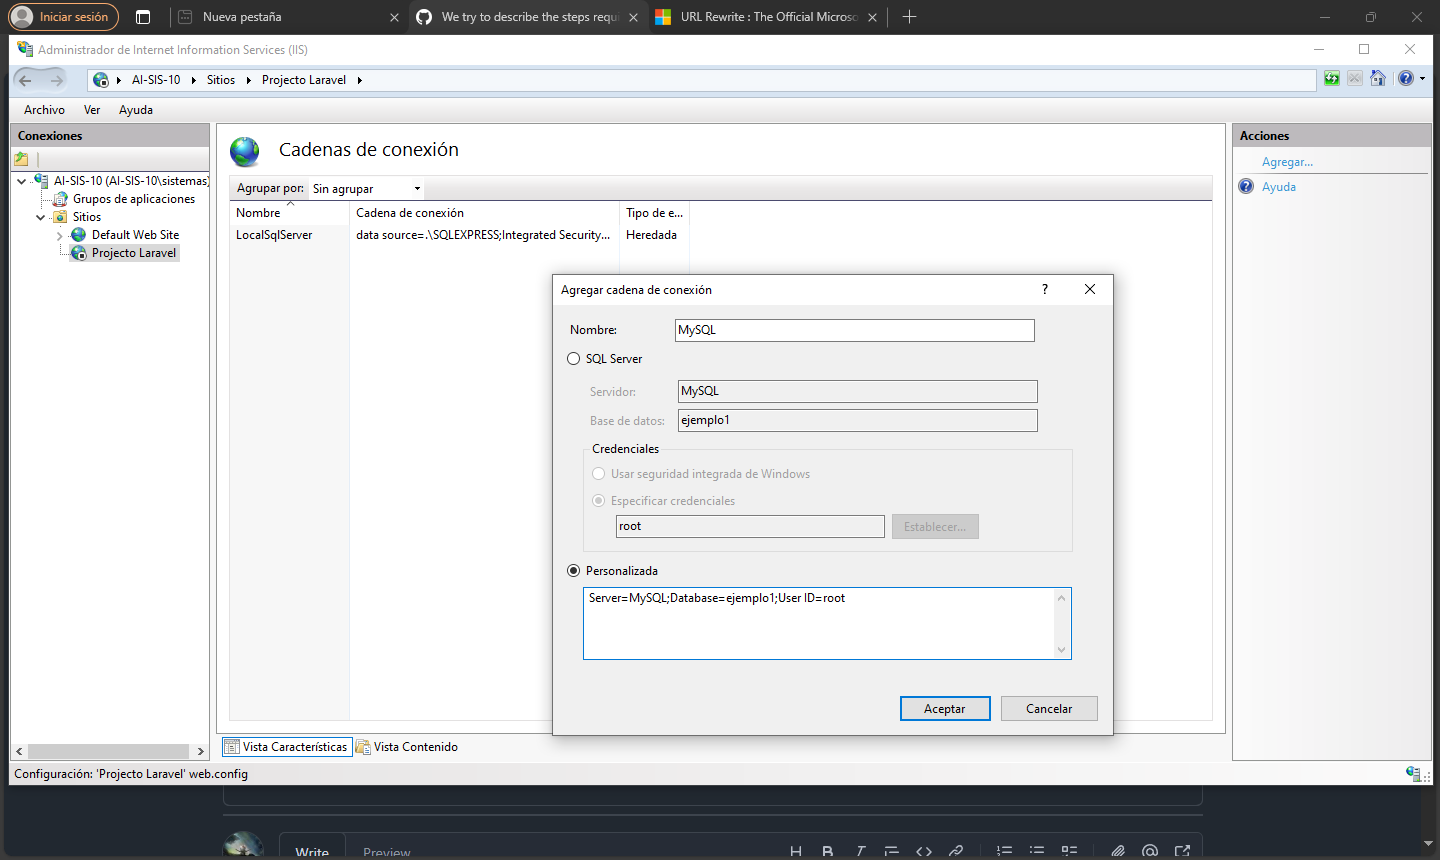 Iniciar sesión
Nueva pestaña
We try to describe the steps requi
URL Rewrite : The Official Microso
Administrador de Internet Information Services (IIS)
AI-SIS-10 Sitios Projecto Laravel
Archivo Ver Ayuda
Conexiones
AI-SIS-10 (AI-SIS-10\sistemas)
Grupos de aplicaciones
Sitios
Default Web Site
Projecto Laravel
Cadenas de conexión
Agrupar por: Sin agrupar
Nombre Cadena de conexión Tipo de e...
LocalSqlServer data source=.\SQLEXPRESS;Integrated Security... Heredada
Agregar cadena de conexión ?
Nombre: MySQL
SQL Server
Servidor: MySQL
Base de datos: ejemplo1
Credenciales
Usar seguridad integrada de Windows
Especificar credenciales
root Establecer...
Personalizada
Server=MySQL;Database=ejemplo1;User ID=root
Aceptar Cancelar
Acciones
Agregar...
? Ayuda
Vista Características Vista Contenido
Configuración: 'Projecto Laravel' web.config
Write Preview